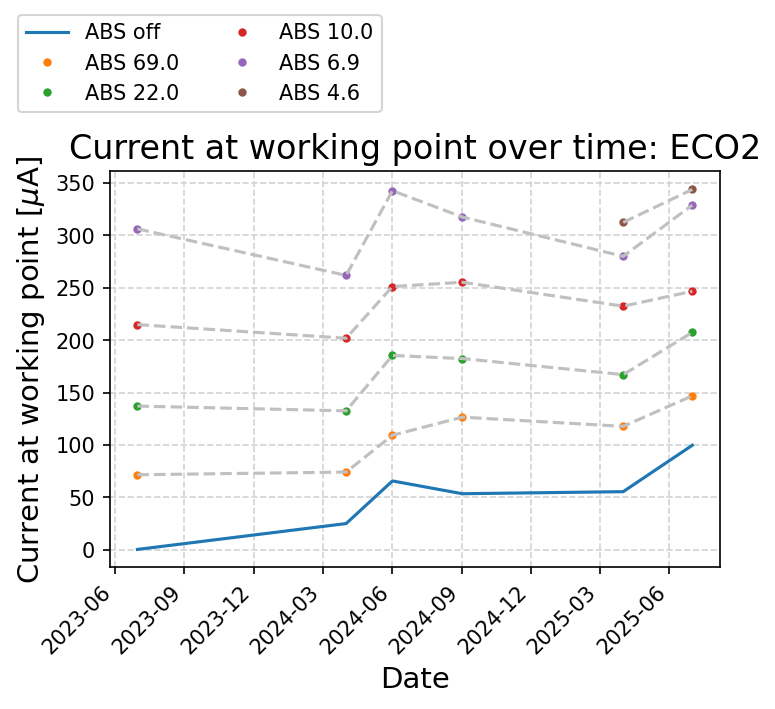 ABS off
ABS 69.0
ABS 22.0
ABS 10.0
ABS 6.9
ABS 4.6
Current at working point over time: ECO2
Current at working point [μA]
350
300
250
200
150
100
50
0
2023-06
2023-09
2023-12
2024-03
2024-06
2024-09
2024-12
2025-03
2025-06
Date